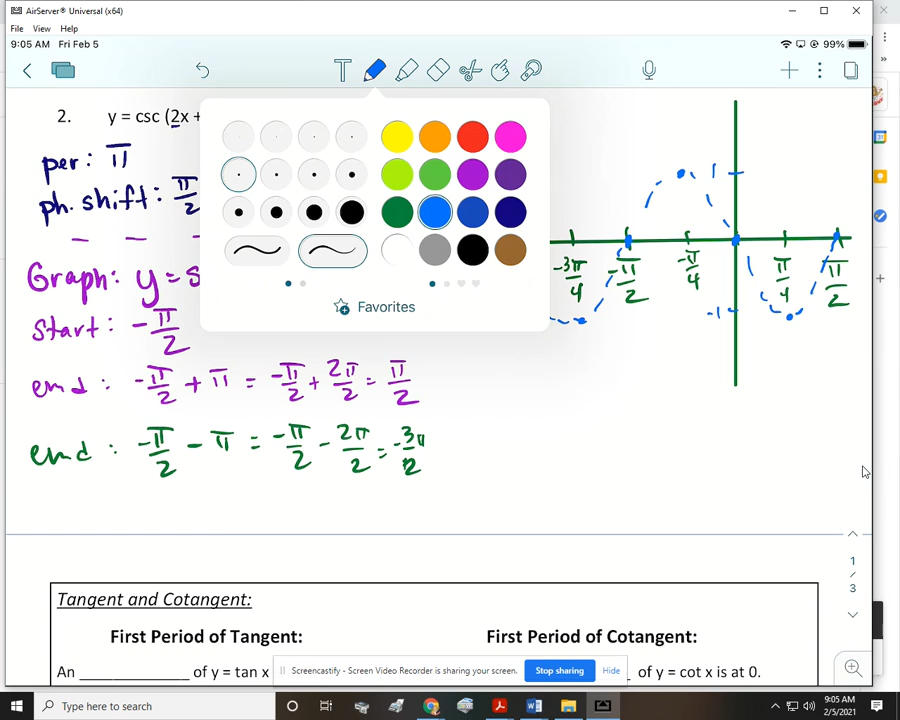 AirServer® Universal (x64)
File View Help
9:05 AM Fri Feb 5 99%
T
2. y = csc (2x +
per: π
ph. shift: π/2
Graph: y = s
start: -π/2
end: -π/2 + π = -π/2 + 2π/2 = π/2
end: -π/2 - π = -π/2 - 2π/2 = -3π/2
Favorites
1
-3π/4 -π/2 -π/4 π/4 π/2
-1
1
/
3
Tangent and Cotangent:
First Period of Tangent: First Period of Cotangent:
An ________________ of y = tan x
of y = cot x is at 0.
Screencastify - Screen Video Recorder is sharing your screen. Stop sharing Hide
Type here to search
9:05 AM
2/5/2021